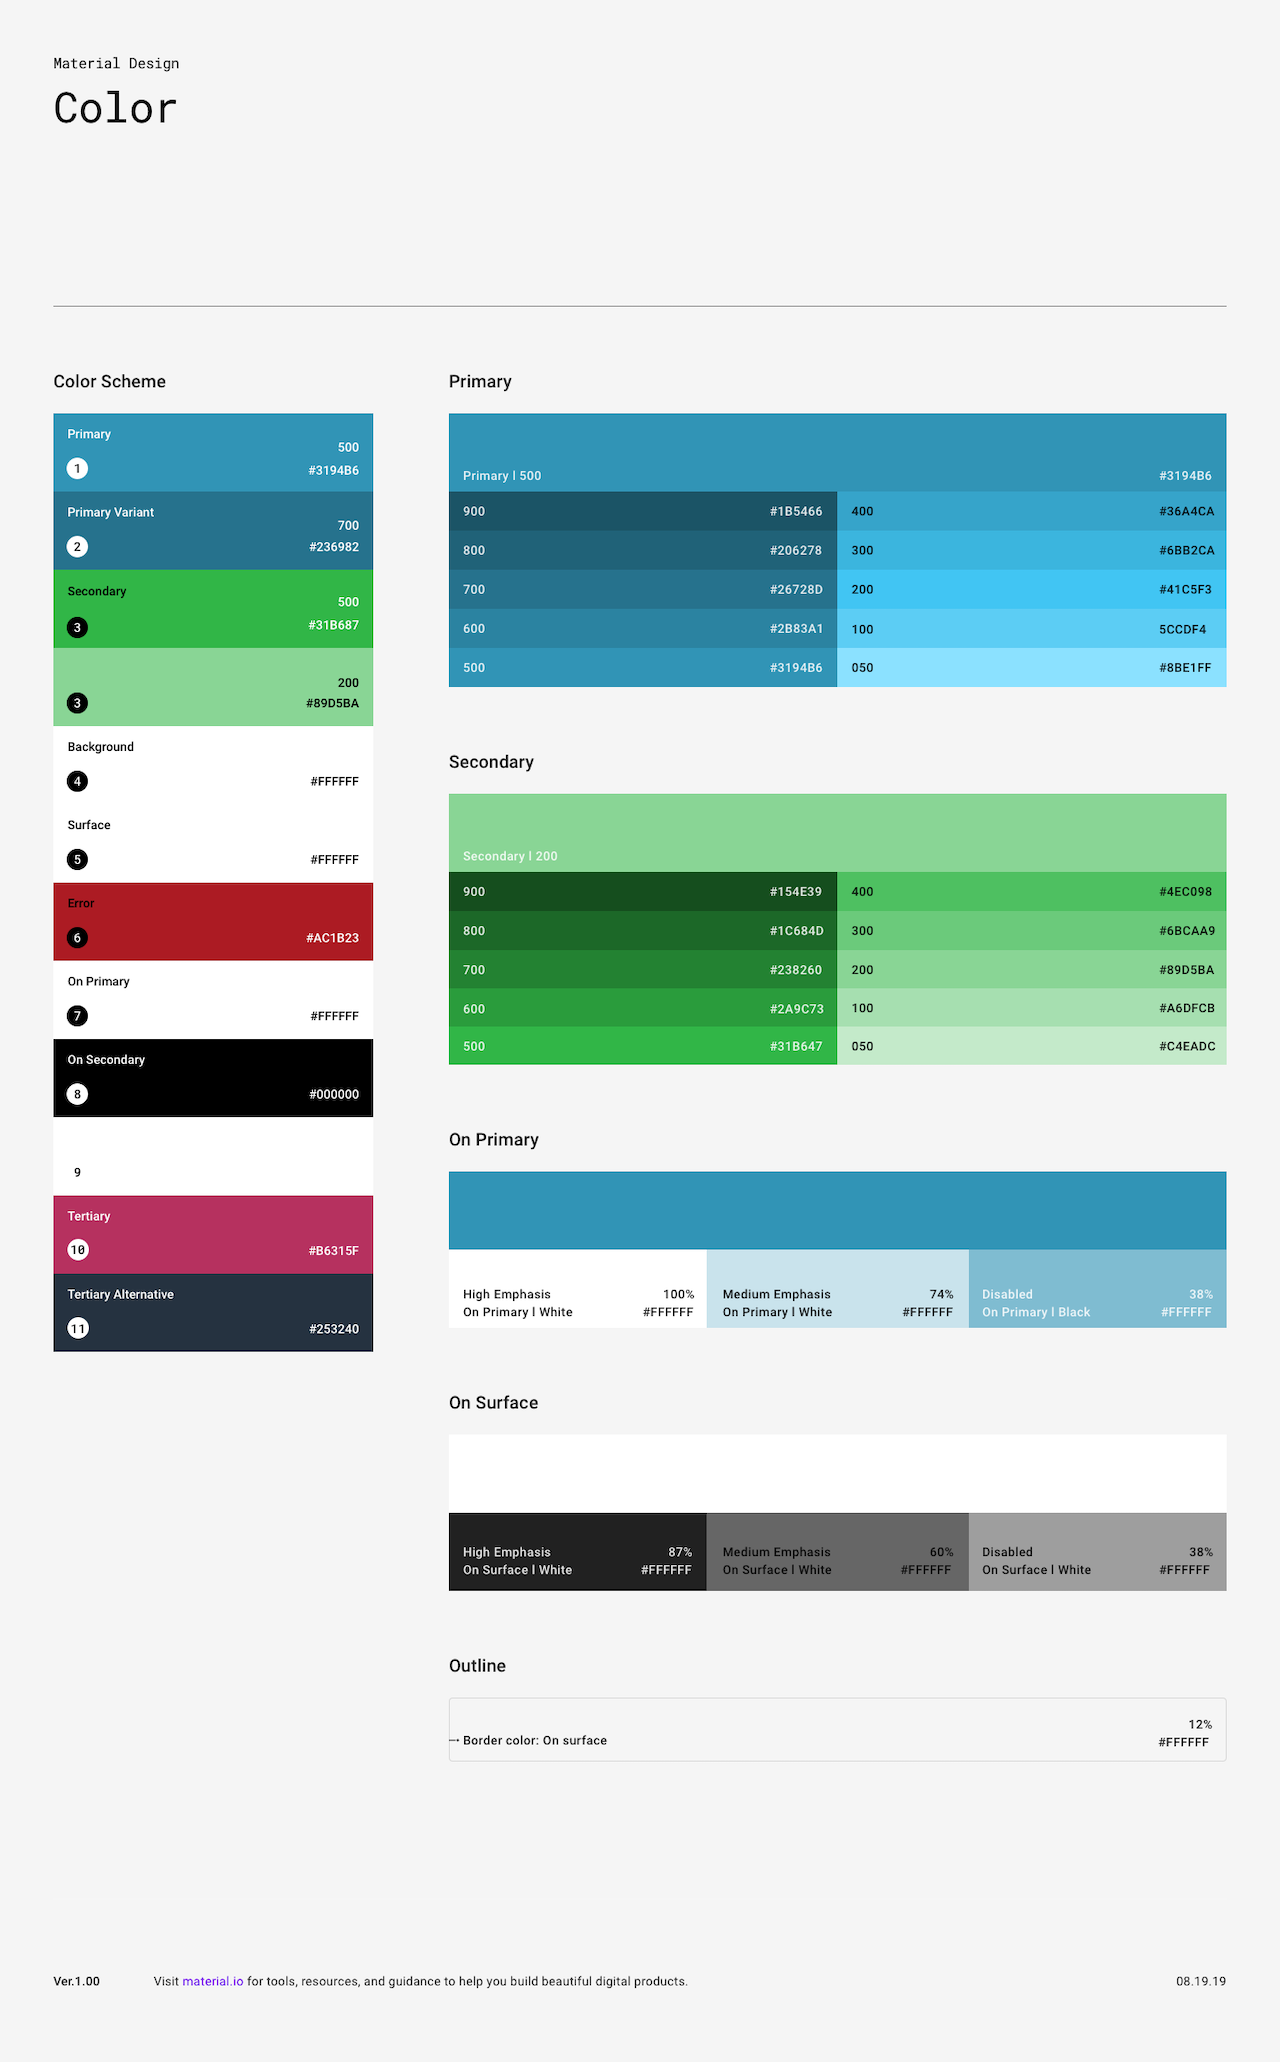 Material Design
Color
Color Scheme
Primary
500
1
#3194B6
Primary Variant
700
2
#236982
Secondary
500
3
#31B687
200
3
#89D5BA
Background
4
#FFFFFF
Surface
5
#FFFFFF
Error
6
#AC1B23
On Primary
7
#FFFFFF
On Secondary
8
#000000
9
Tertiary
10
#B6315F
Tertiary Alternative
11
#253240
Primary
Primary | 500 #3194B6
900 #1B5466 400 #36A4CA
800 #206278 300 #6BB2CA
700 #26728D 200 #41C5F3
600 #2B83A1 100 5CCDF4
500 #3194B6 050 #8BE1FF
Secondary
Secondary | 200
900 #154E39 400 #4EC098
800 #1C684D 300 #6BCAA9
700 #238260 200 #89D5BA
600 #2A9C73 100 #A6DFCB
500 #31B647 050 #C4EADC
On Primary
High Emphasis 100%
On Primary | White #FFFFFF
Medium Emphasis 74%
On Primary | White #FFFFFF
Disabled 38%
On Primary | Black #FFFFFF
On Surface
High Emphasis 87%
On Surface | White #FFFFFF
Medium Emphasis 60%
On Surface | White #FFFFFF
Disabled 38%
On Surface | White #FFFFFF
Outline
12%
Border color: On surface #FFFFFF
Ver.1.00 Visit material.io for tools, resources, and guidance to help you build beautiful digital products. 08.19.19